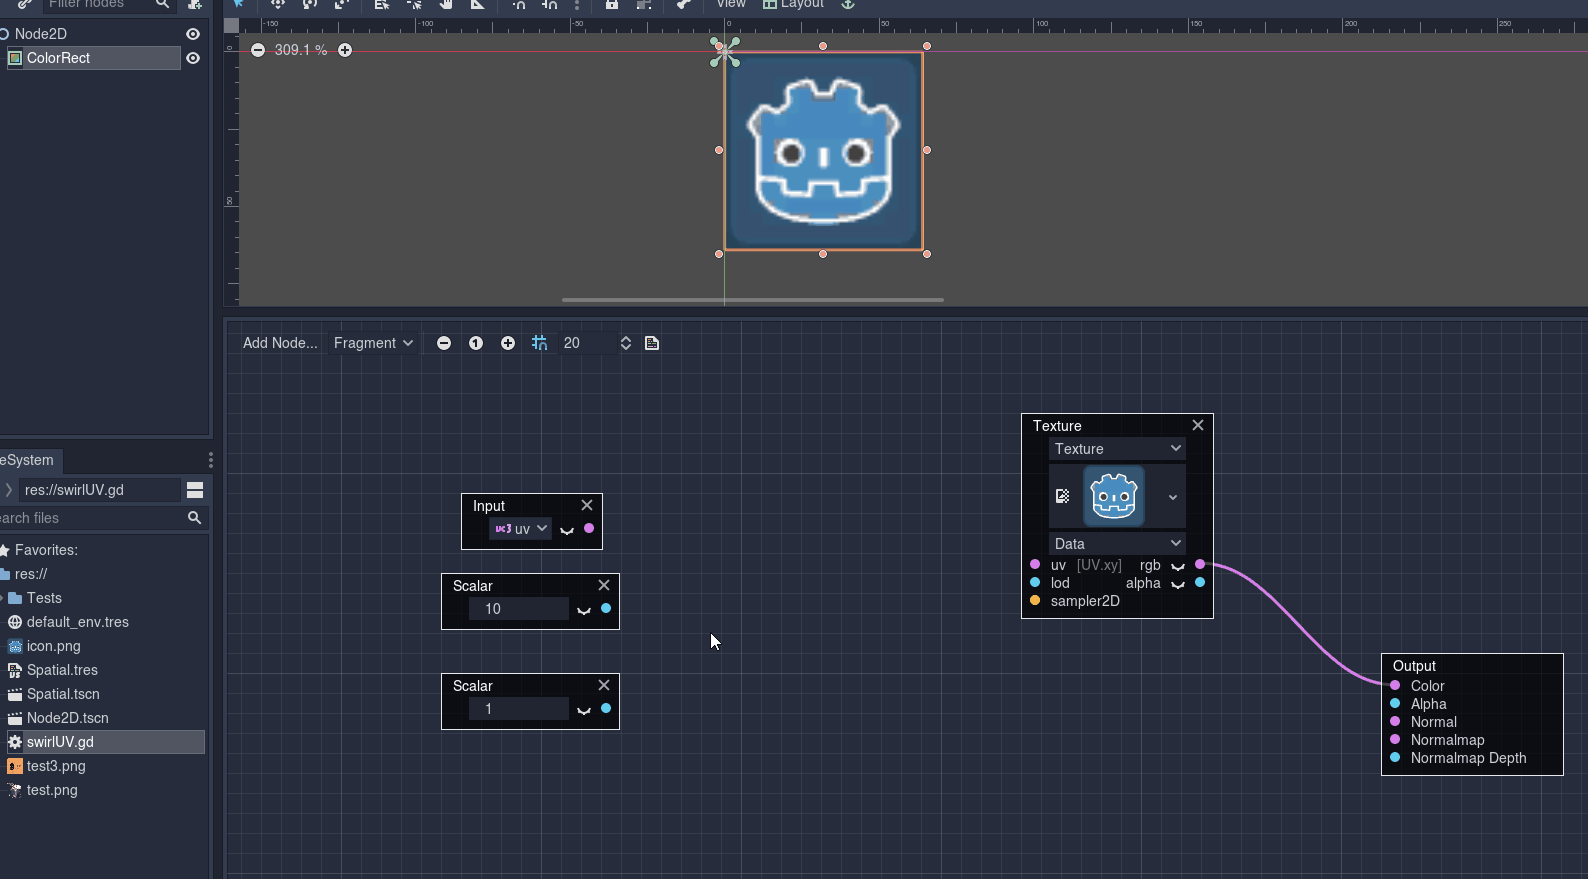 Filter nodes
View Layout
Node2D
ColorRect
-150 -100 -50 0 50 100 150 200 250
0
309.1 %
50
Add Node... Fragment 1 20
eSystem
res://swirlUV.gd
earch files
Favorites:
res://
Tests
default_env.tres
icon.png
Spatial.tres
Spatial.tscn
Node2D.tscn
swirlUV.gd
test3.png
test.png
Input
uv
Scalar
10
Scalar
1
Texture
Texture
Data
uv [UV.xy] rgb
lod alpha
sampler2D
Output
Color
Alpha
Normal
Normalmap
Normalmap Depth